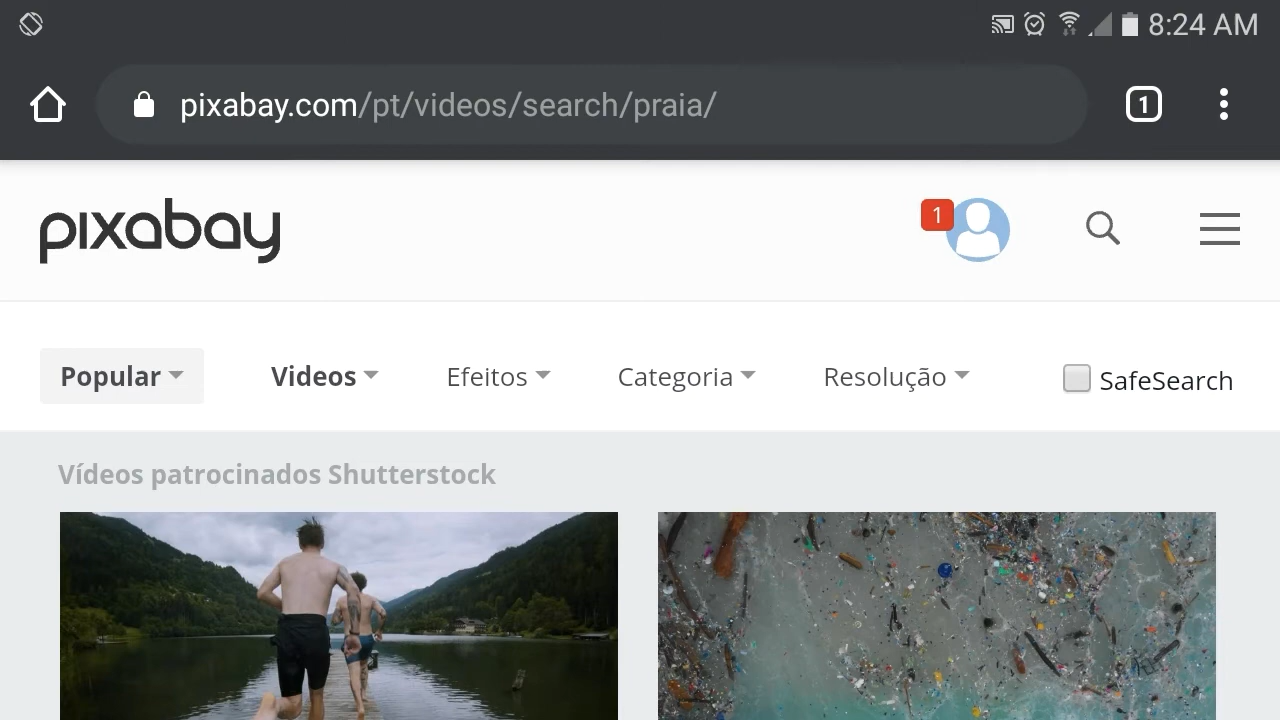 8:24 AM
pixabay.com/pt/videos/search/praia/
1
pixabay
1
Popular Videos Efeitos Categoria Resolução SafeSearch
Vídeos patrocinados Shutterstock